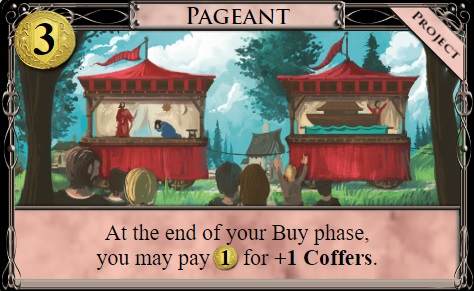 PAGEANT
3
PROJECT
At the end of your Buy phase,
you may pay 1 for +1 Coffers.